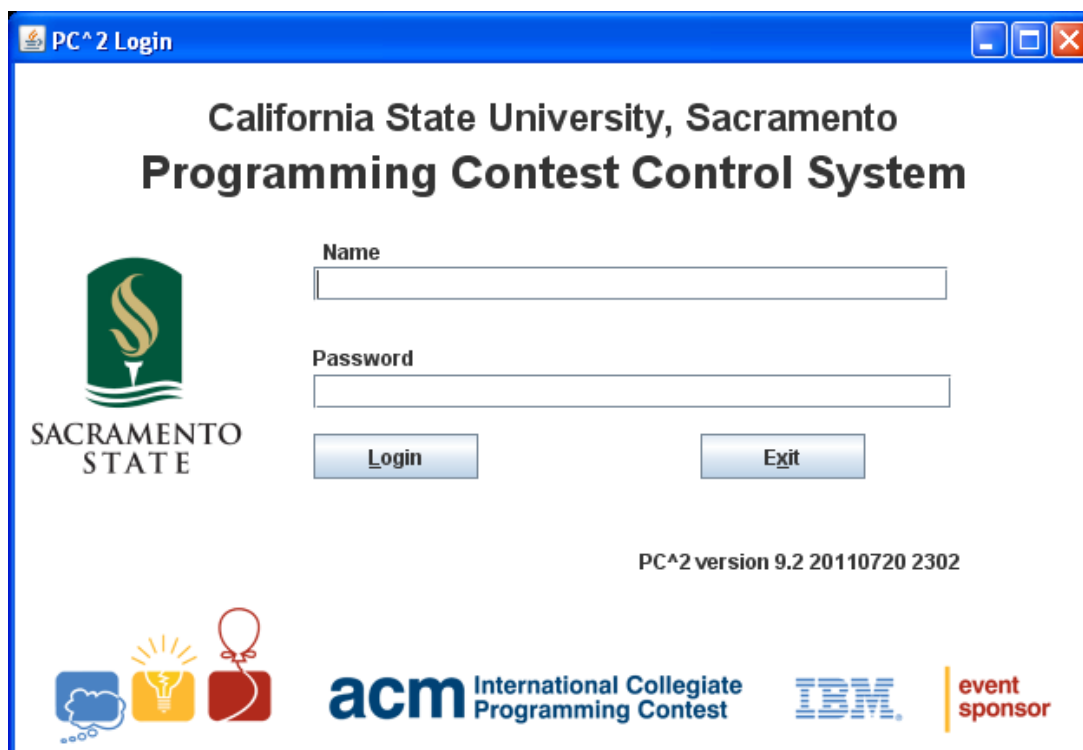 PC^2 Login
California State University, Sacramento
Programming Contest Control System
Name
Password
SACRAMENTO
STATE
Login
Exit
PC^2 version 9.2 20110720 2302
acm International Collegiate
Programming Contest
IBM.
event
sponsor